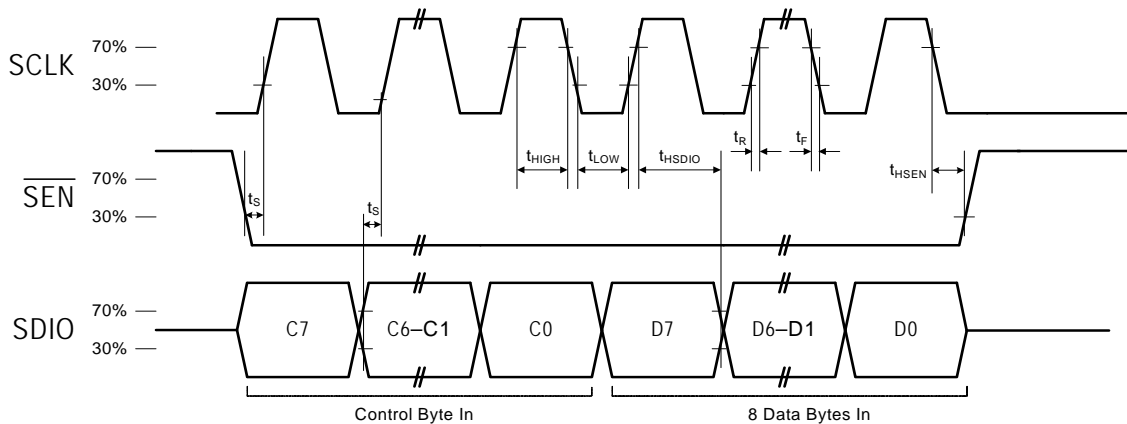 SCLK
70%
30%
tR
tF
tHIGH
tLOW
tHSDIO
tHSEN
SEN
70%
30%
tS
tS
SDIO
70%
30%
C7
C6–C1
C0
D7
D6–D1
D0
Control Byte In
8 Data Bytes In